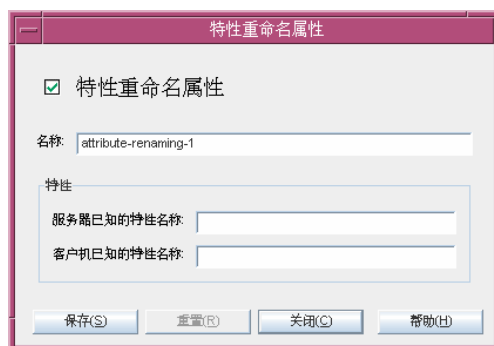 特性重命名属性
特性重命名属性
名称: attribute-renaming-1
特性
服务器已知的特性名称:
客户机已知的特性名称:
保存(S) 重置(R) 关闭(C) 帮助(H)